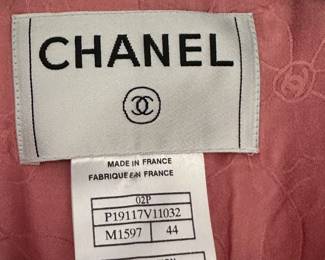 CHANEL
MADE IN FRANCE
FABRIQUE EN FRANCE
02P
P19117V11032
M1597 44